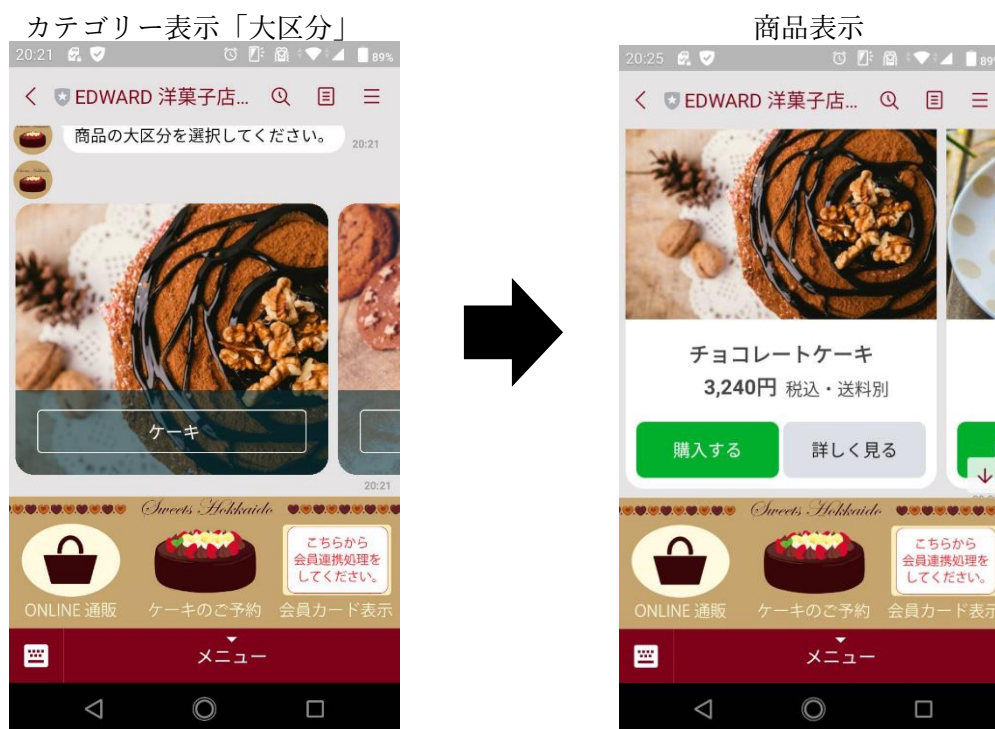 カテゴリー表示「大区分」
20:21
89%
EDWARD 洋菓子店...
商品の大区分を選択してください。
20:21
ケーキ
20:21
Sweets Hokkaido
こちらから
会員連携処理を
してください。
ONLINE 通販
ケーキのご予約
会員カード表示
メニュー
商品表示
20:25
89%
EDWARD 洋菓子店...
チョコレートケーキ
3,240円 税込・送料別
購入する
詳しく見る
Sweets Hokkaido
こちらから
会員連携処理を
してください。
ONLINE 通販
ケーキのご予約
会員カード表示
メニュー